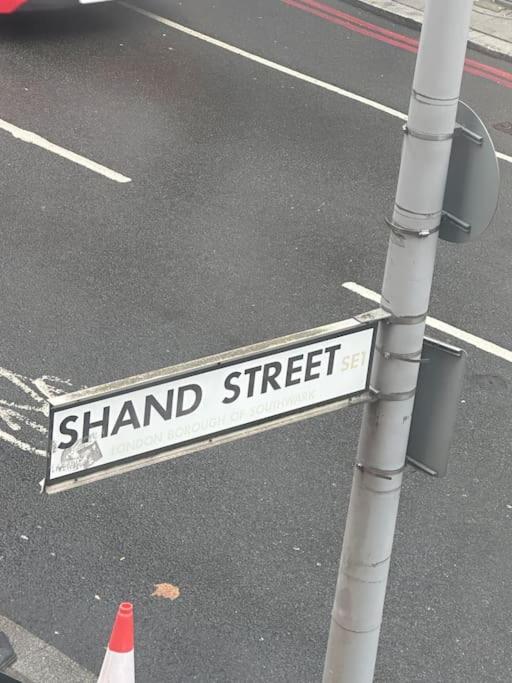 SHAND STREET SE1
LONDON BOROUGH OF SOUTHWARK